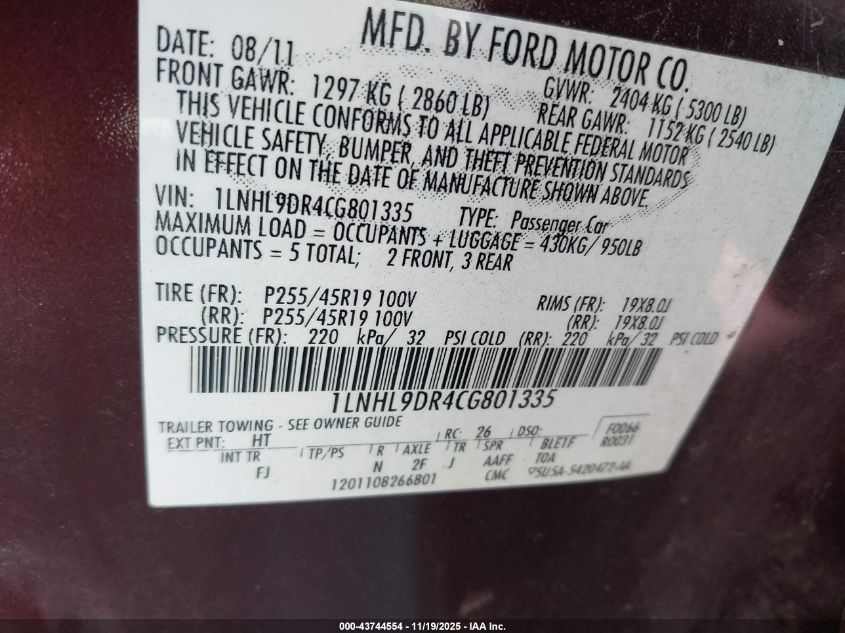 MFD. BY FORD MOTOR CO.
DATE: 08/11 GVWR: 2404 KG ( 5300 LB)
FRONT GAWR: 1297 KG ( 2860 LB) REAR GAWR: 1152 KG ( 2540 LB)
THIS VEHICLE CONFORMS TO ALL APPLICABLE FEDERAL MOTOR
VEHICLE SAFETY, BUMPER, AND THEFT PREVENTION STANDARDS
IN EFFECT ON THE DATE OF MANUFACTURE SHOWN ABOVE.
VIN: 1LNHL9DR4CG801335 TYPE: Passenger Car
MAXIMUM LOAD = OCCUPANTS + LUGGAGE = 430KG/ 950LB
OCCUPANTS = 5 TOTAL; 2 FRONT, 3 REAR
TIRE (FR): P255/45R19 100V RIMS (FR): 19X8.0J
(RR): P255/45R19 100V (RR): 19X8.0J
PRESSURE (FR): 220 kPa/ 32 PSI COLD (RR): 220 kPa/ 32 PSI COLD
1LNHL9DR4CG801335
TRAILER TOWING - SEE OWNER GUIDE
EXT PNT: HT RC: 26 DSO: F0066
R0031
INT TR TP/PS R AXLE TR SPR BLETF
FJ N 2F J AAFF TOA
1201108266801 CMC
000-43744554 - 11/19/2025 - IAA Inc.